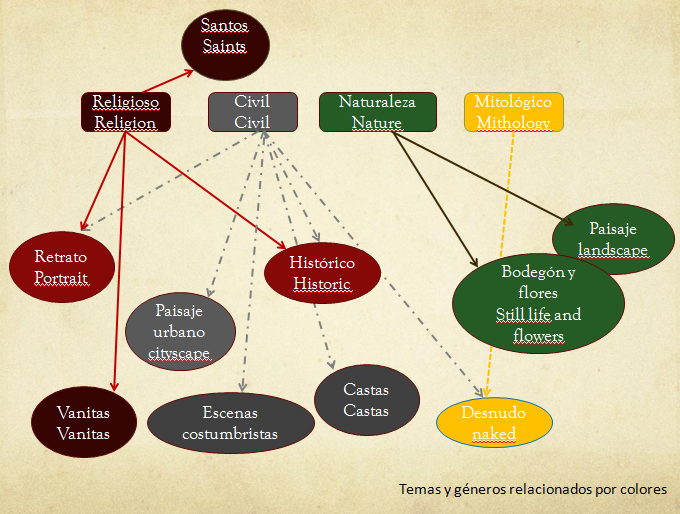 Santos
Saints
Religioso
Religion
Civil
Civil
Naturaleza
Nature
Mitológico
Mithology
Retrato
Portrait
Histórico
Historic
Paisaje
landscape
Bodegón y
flores
Still life and
flowers
Paisaje
urbano
cityscape
Vanitas
Vanitas
Escenas
costumbristas
Castas
Castas
Desnudo
naked
Temas y géneros relacionados por colores